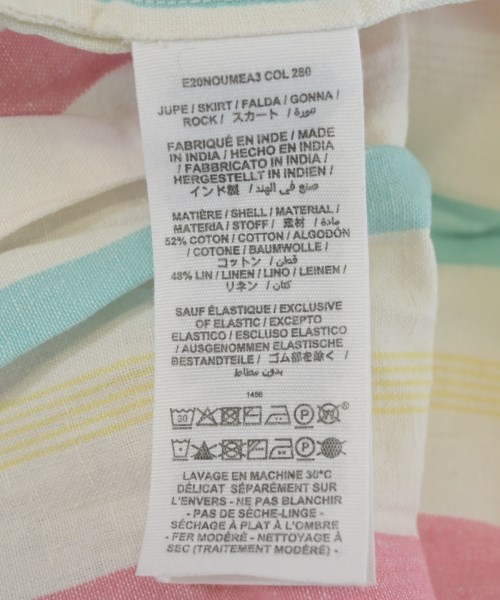 E20NOUMEA3 COL 280
JUPE / SKIRT / FALDA / GONNA /
ROCK / スカート / تنورة
FABRIQUÉ EN INDE / MADE
IN INDIA / HECHO EN INDIA
/ FABBRICATO IN INDIA /
HERGESTELLT IN INDIEN /
インド製 / صنع في الهند
MATIÈRE / SHELL / MATERIAL /
MATERIA / STOFF / 素材 / مادة
52% COTON / COTTON / ALGODÓN
/ COTONE / BAUMWOLLE /
コットン / قطن
48% LIN / LINEN / LINO / LEINEN /
リネン / كتان
SAUF ÉLASTIQUE / EXCLUSIVE
OF ELASTIC / EXCEPTO
ELASTICO / ESCLUSO ELASTICO
/ AUSGENOMMEN ELASTISCHE
BESTANDTEILE / ゴム部を除く /
بدون مطاط
1456
30 P W ®
P W
LAVAGE EN MACHINE 30°C
DÉLICAT SÉPARÉMENT SUR
L'ENVERS - NE PAS BLANCHIR
- PAS DE SÈCHE-LINGE -
SÉCHAGE À PLAT À L'OMBRE
- FER MODÉRÉ - NETTOYAGE À
SEC (TRAITEMENT MODÉRÉ) -